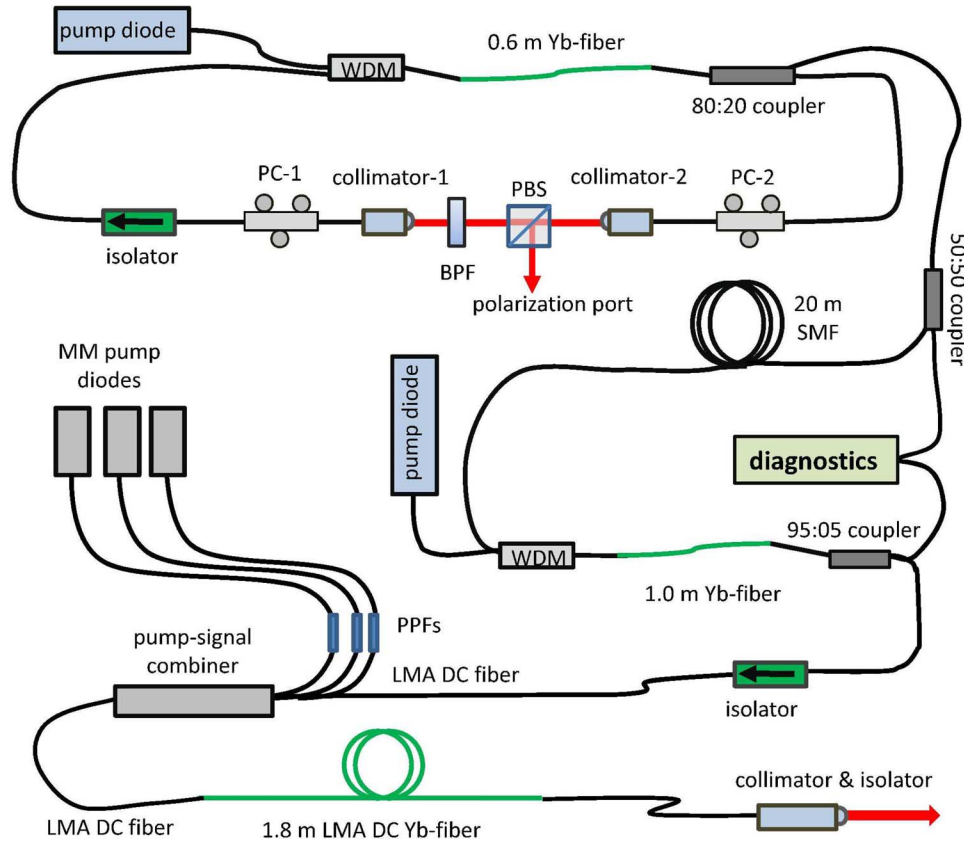 pump diode
WDM
0.6 m Yb-fiber
80:20 coupler
PC-1
collimator-1
PBS
collimator-2
PC-2
isolator
BPF
polarization port
50:50 coupler
20 m
SMF
MM pump
diodes
pump diode
diagnostics
95:05 coupler
WDM
1.0 m Yb-fiber
PPFs
pump-signal
combiner
LMA DC fiber
isolator
collimator & isolator
LMA DC fiber
1.8 m LMA DC Yb-fiber